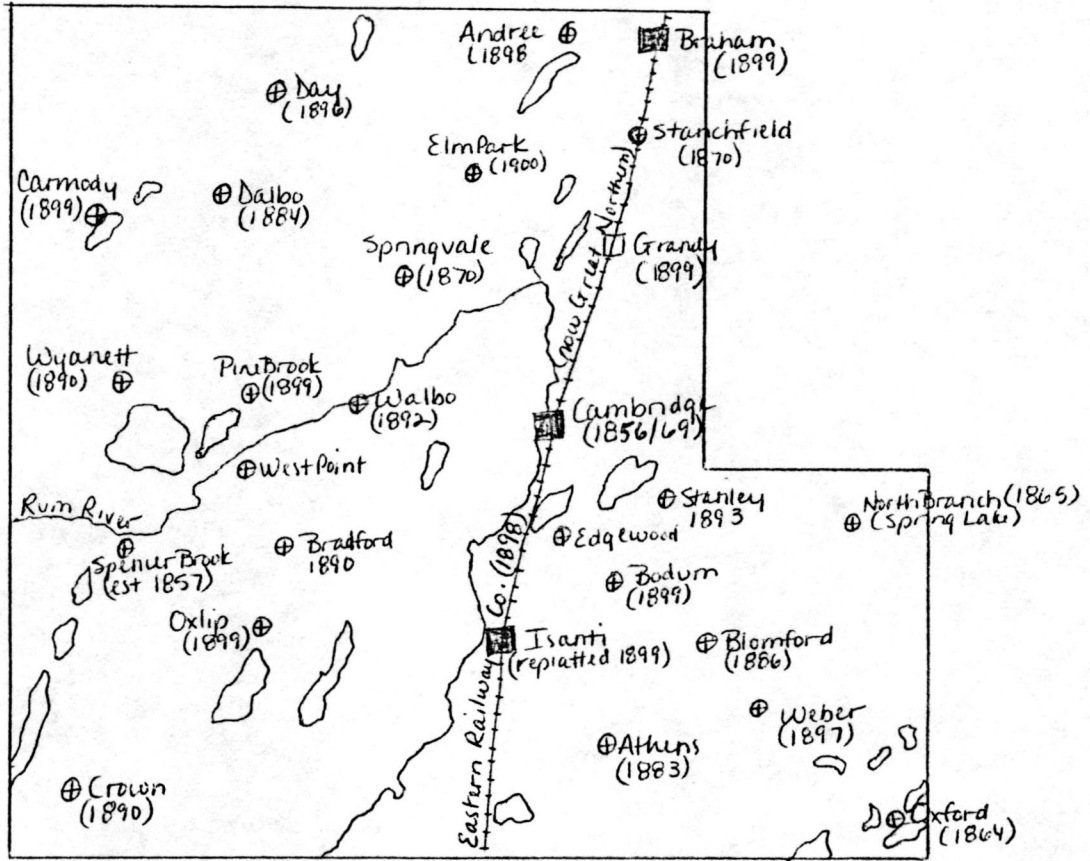 Andree
(1898
Braham
(1899)
Day
(1896)
Stanchfield
(1870)
Elm Park
(1900)
Carmody
(1899)
Dalbo
(1884)
Springvale
(1870)
Grandy
(1899)
(now Great Northern)
Wyanett
(1890)
Pine Brook
(1899)
Walbo
(1892)
Cambridge
(1856/69)
West Point
Stanley
1893
North Branch (1865)
(Spring Lake)
Rum River
Edgewood
Spencer Brook
(est 1857)
Bradford
1890
Bodum
(1899)
Oxlip
(1899)
Isanti
(replatted 1899)
Blomford
(1886)
Eastern Railway Co. (1898)
Weber
(1897)
Athens
(1883)
Crown
(1890)
Oxford
(1864)